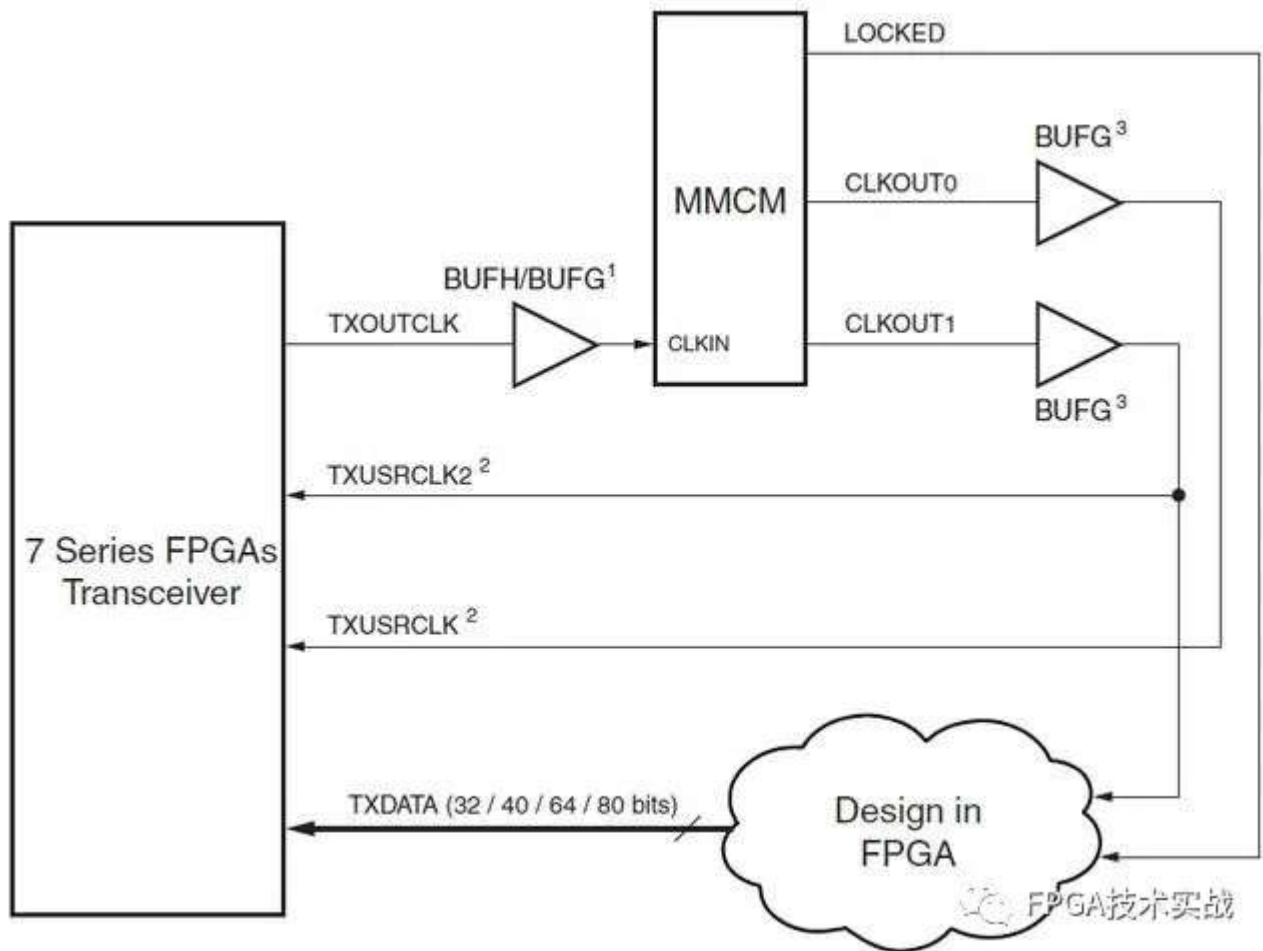 LOCKED
BUFG³
MMCM
CLKOUT0
BUFH/BUFG¹
TXOUTCLK
CLKIN
CLKOUT1
BUFG³
TXUSRCLK2 ²
7 Series FPGAs
Transceiver
TXUSRCLK ²
TXDATA (32 / 40 / 64 / 80 bits)
Design in
FPGA
FPGA技术实战